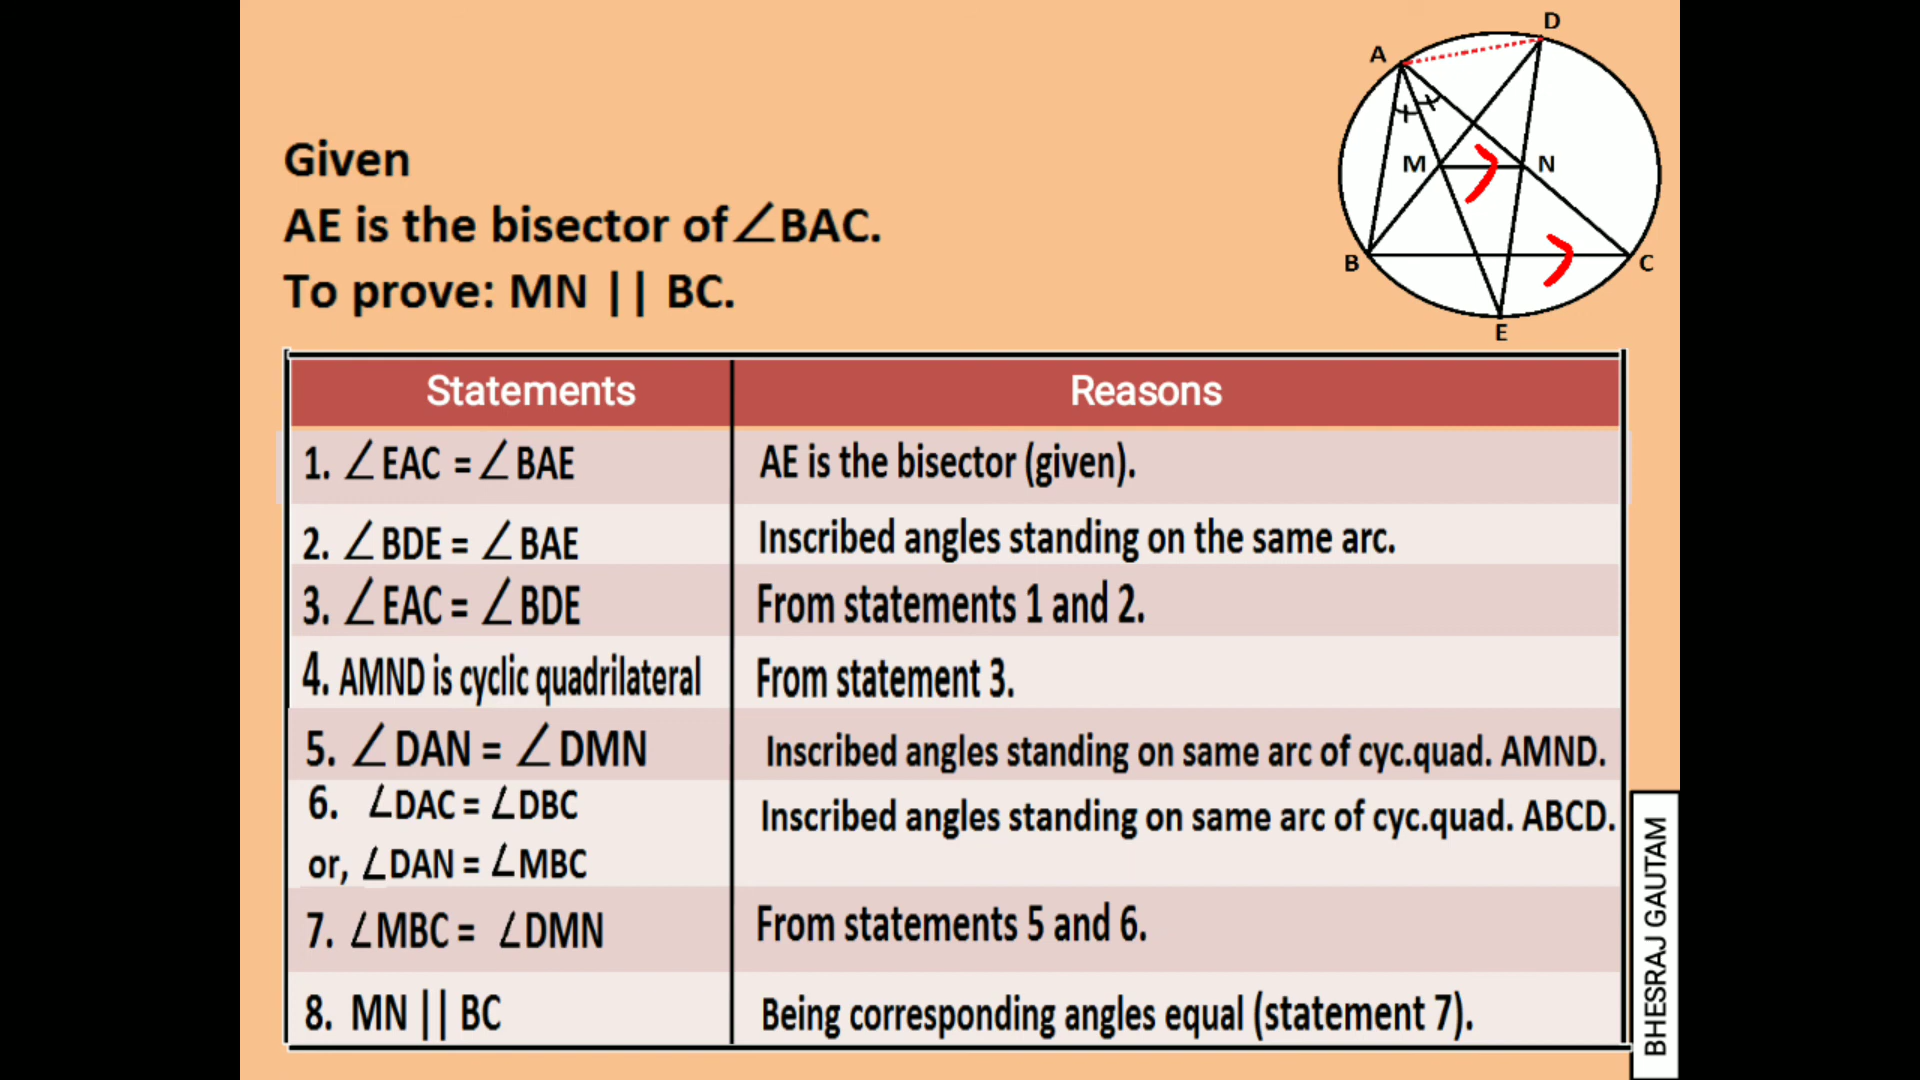 D
A
M
N
B
C
E
Given
AE is the bisector of∠BAC.
To prove: MN || BC.
Statements
Reasons
1. ∠EAC = ∠BAE
AE is the bisector (given).
2. ∠BDE = ∠BAE
Inscribed angles standing on the same arc.
3. ∠EAC = ∠BDE
From statements 1 and 2.
4. AMND is cyclic quadrilateral
From statement 3.
5. ∠DAN = ∠DMN
Inscribed angles standing on same arc of cyc.quad. AMND.
6. ∠DAC = ∠DBC
Inscribed angles standing on same arc of cyc.quad. ABCD.
or, ∠DAN = ∠MBC
7. ∠MBC = ∠DMN
From statements 5 and 6.
8. MN || BC
Being corresponding angles equal (statement 7).
BHESRAJ GAUTAM